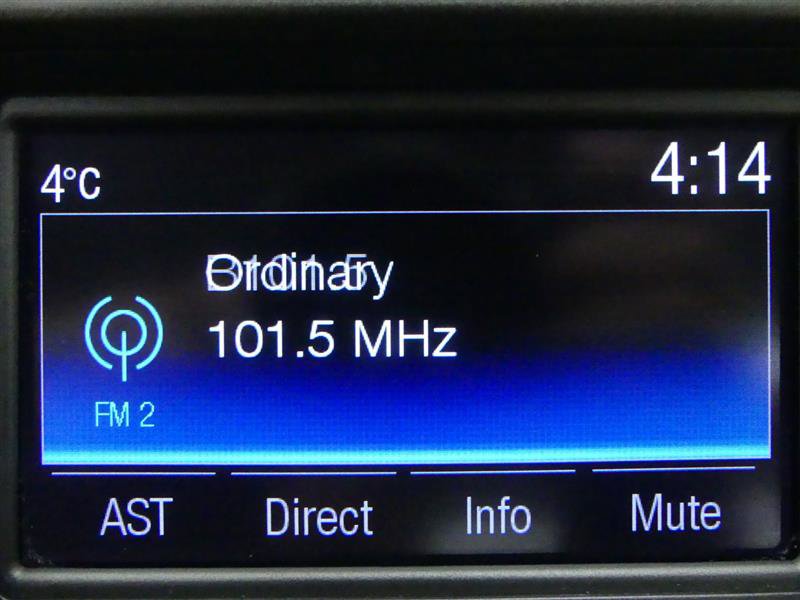 4°C
4:14
Ordinary
101.5 MHz
FM 2
AST
Direct
Info
Mute